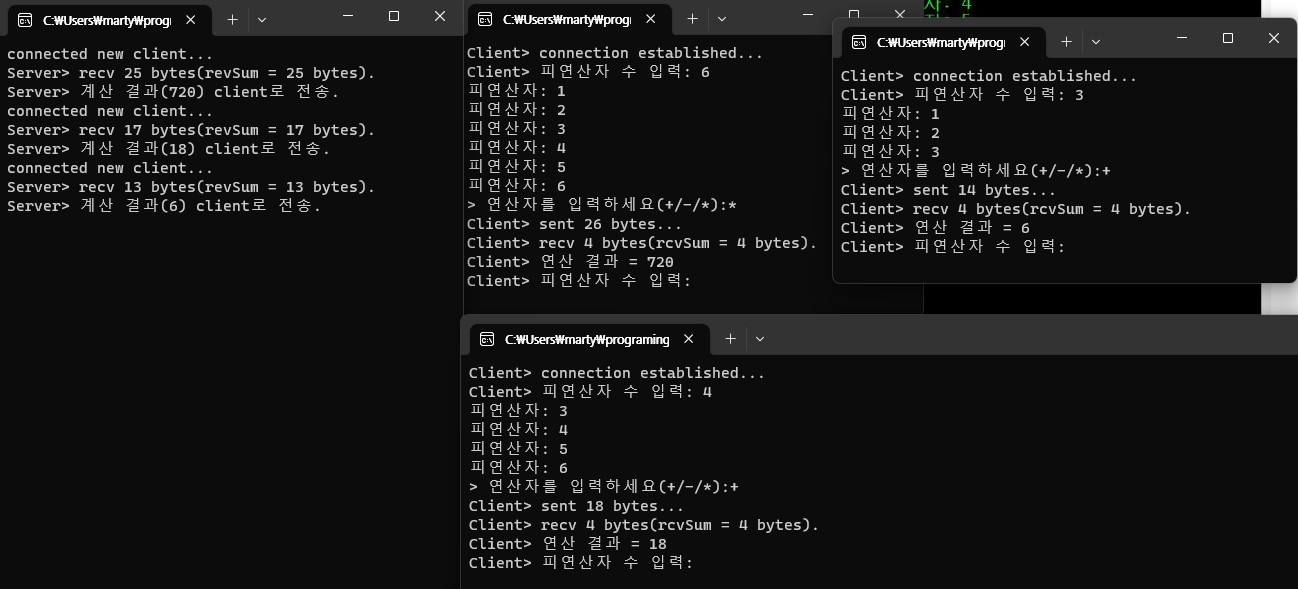 C:₩Users₩marty₩prog
connected new client...
Server> recv 25 bytes(revSum = 25 bytes).
Server> 계산 결과(720) client로 전송.
connected new client...
Server> recv 17 bytes(revSum = 17 bytes).
Server> 계산 결과(18) client로 전송.
connected new client...
Server> recv 13 bytes(revSum = 13 bytes).
Server> 계산 결과(6) client로 전송.
C:₩Users₩marty₩prog
Client> connection established...
Client> 피연산자 수 입력: 6
피연산자: 1
피연산자: 2
피연산자: 3
피연산자: 4
피연산자: 5
피연산자: 6
> 연산자를 입력하세요(+/-/*):*
Client> sent 26 bytes...
Client> recv 4 bytes(rcvSum = 4 bytes).
Client> 연산 결과 = 720
Client> 피연산자 수 입력:
자: 4
C:₩Users₩marty₩prog
Client> connection established...
Client> 피연산자 수 입력: 3
피연산자: 1
피연산자: 2
피연산자: 3
> 연산자를 입력하세요(+/-/*):+
Client> sent 14 bytes...
Client> recv 4 bytes(rcvSum = 4 bytes).
Client> 연산 결과 = 6
Client> 피연산자 수 입력:
C:₩Users₩marty₩programing
Client> connection established...
Client> 피연산자 수 입력: 4
피연산자: 3
피연산자: 4
피연산자: 5
피연산자: 6
> 연산자를 입력하세요(+/-/*):+
Client> sent 18 bytes...
Client> recv 4 bytes(rcvSum = 4 bytes).
Client> 연산 결과 = 18
Client> 피연산자 수 입력: